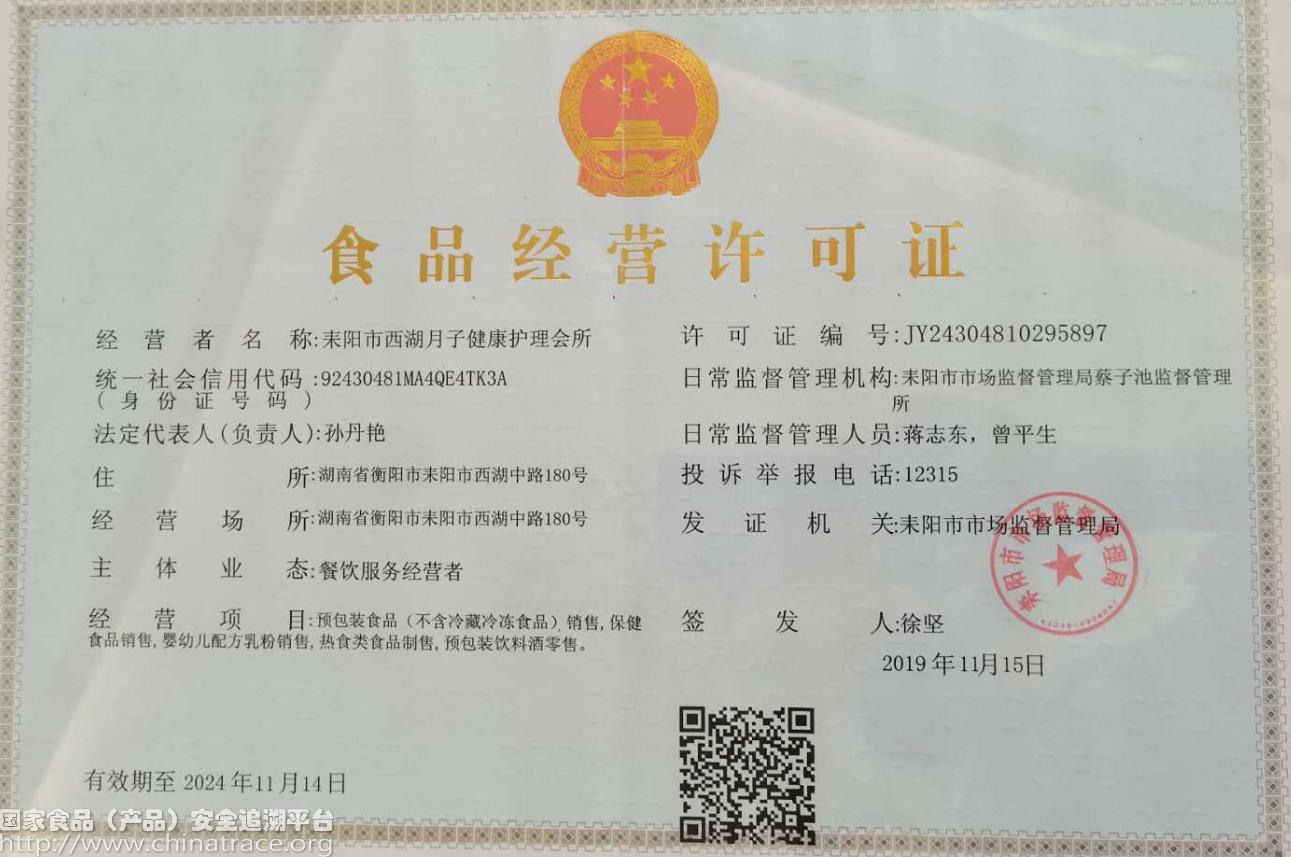 食品经营许可证
经营者名称:耒阳市西湖月子健康护理会所
统一社会信用代码:92430481MA4QE4TK3A
(身份证号码)
法定代表人(负责人):孙丹艳
住所:湖南省衡阳市耒阳市西湖中路180号
经营场所:湖南省衡阳市耒阳市西湖中路180号
主体业态:餐饮服务经营者
经营项目:预包装食品（不含冷藏冷冻食品）销售,保健
食品销售,婴幼儿配方乳粉销售,热食类食品制售,预包装饮料酒零售。
许可证编号:JY24304810295897
日常监督管理机构:耒阳市市场监督管理局蔡子池监督管理
所
日常监督管理人员:蒋志东，曾平生
投诉举报电话:12315
发证机关:耒阳市市场监督管理局
耒阳市市场监督管理局
签发人:徐坚
2019年11月15日
有效期至2024年11月14日
国家食品（产品）安全追溯平台
http://www.chinatrace.org